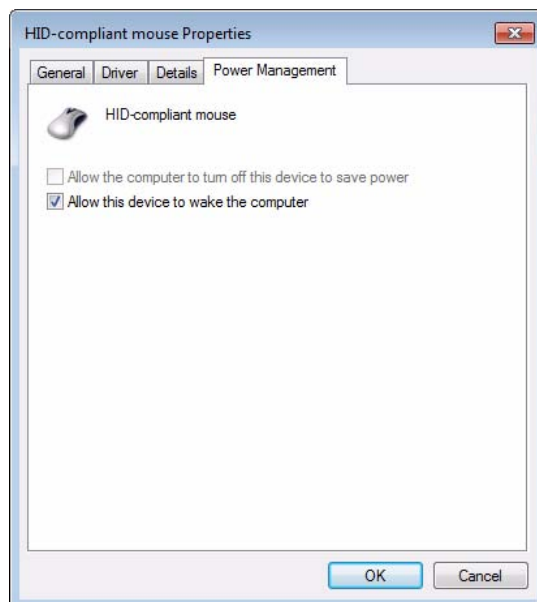 HID-compliant mouse Properties
General Driver Details Power Management
HID-compliant mouse
Allow the computer to turn off this device to save power
Allow this device to wake the computer
OK Cancel